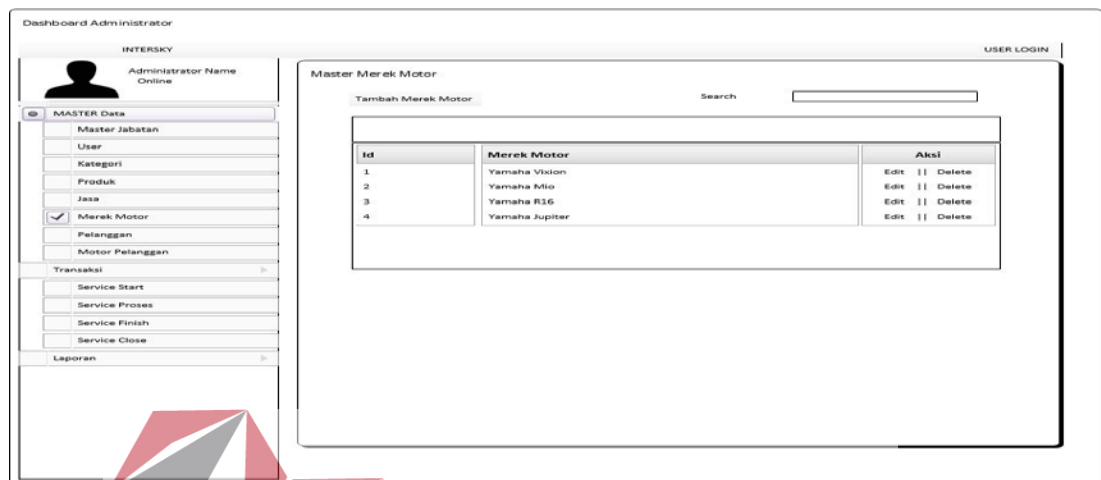 Dashboard Administrator
INTERSKY
USER LOGIN
Administrator Name
Online
MASTER Data
Master Jabatan
User
Kategori
Produk
Jasa
Merek Motor
Pelanggan
Motor Pelanggan
Transaksi
Service Start
Service Proses
Service Finish
Service Close
Laporan
Master Merek Motor
Tambah Merek Motor
Search
Id Merek Motor Aksi
1 Yamaha Vixion Edit || Delete
2 Yamaha Mio Edit || Delete
3 Yamaha R16 Edit || Delete
4 Yamaha Jupiter Edit || Delete